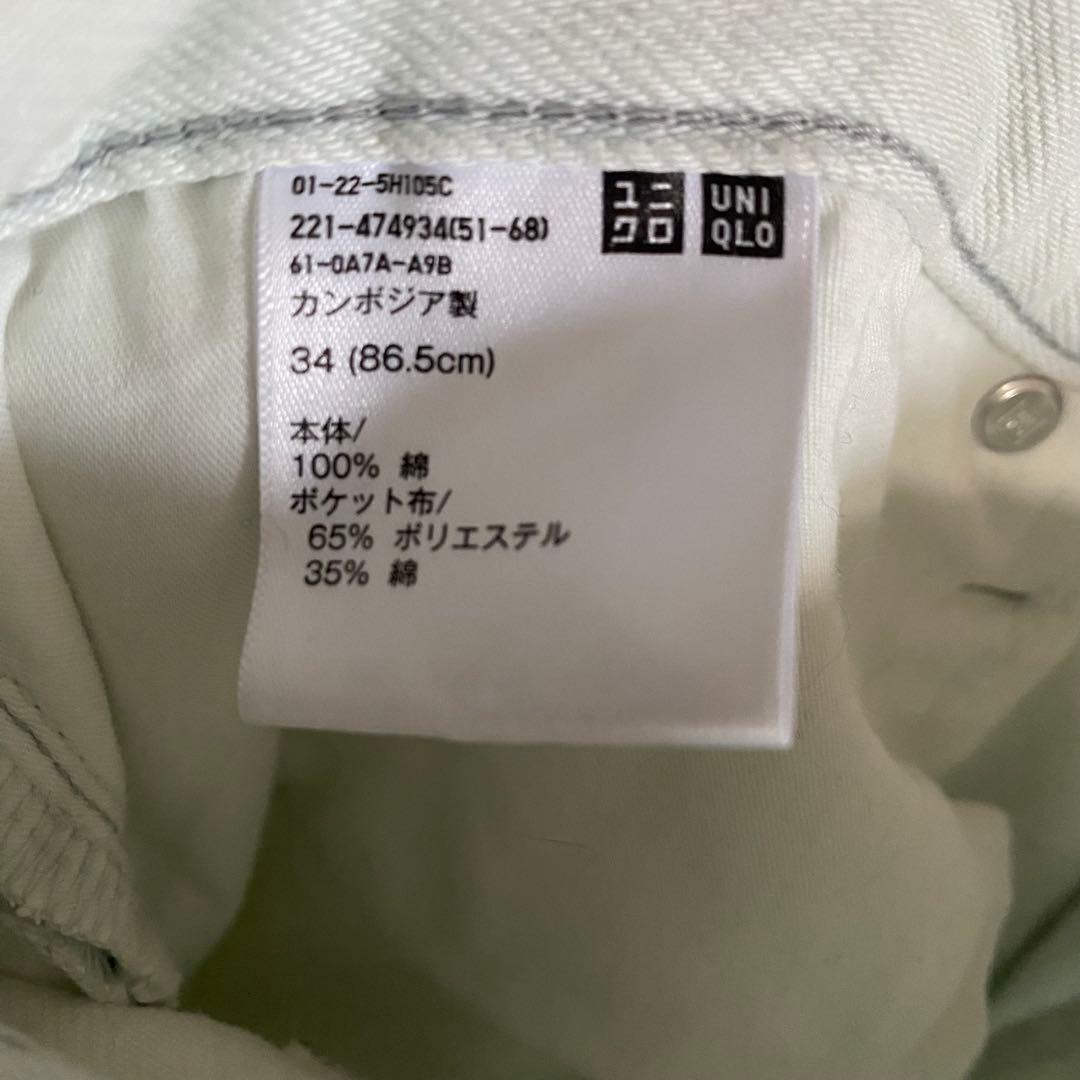 01-22-5H105C
221-474934(51-68)
61-0A7A-A9B
カンボジア製
34 (86.5cm)
本体/
100% 綿
ポケット布/
65% ポリエステル
35% 綿
ユニ
クロ
UNI
QLO